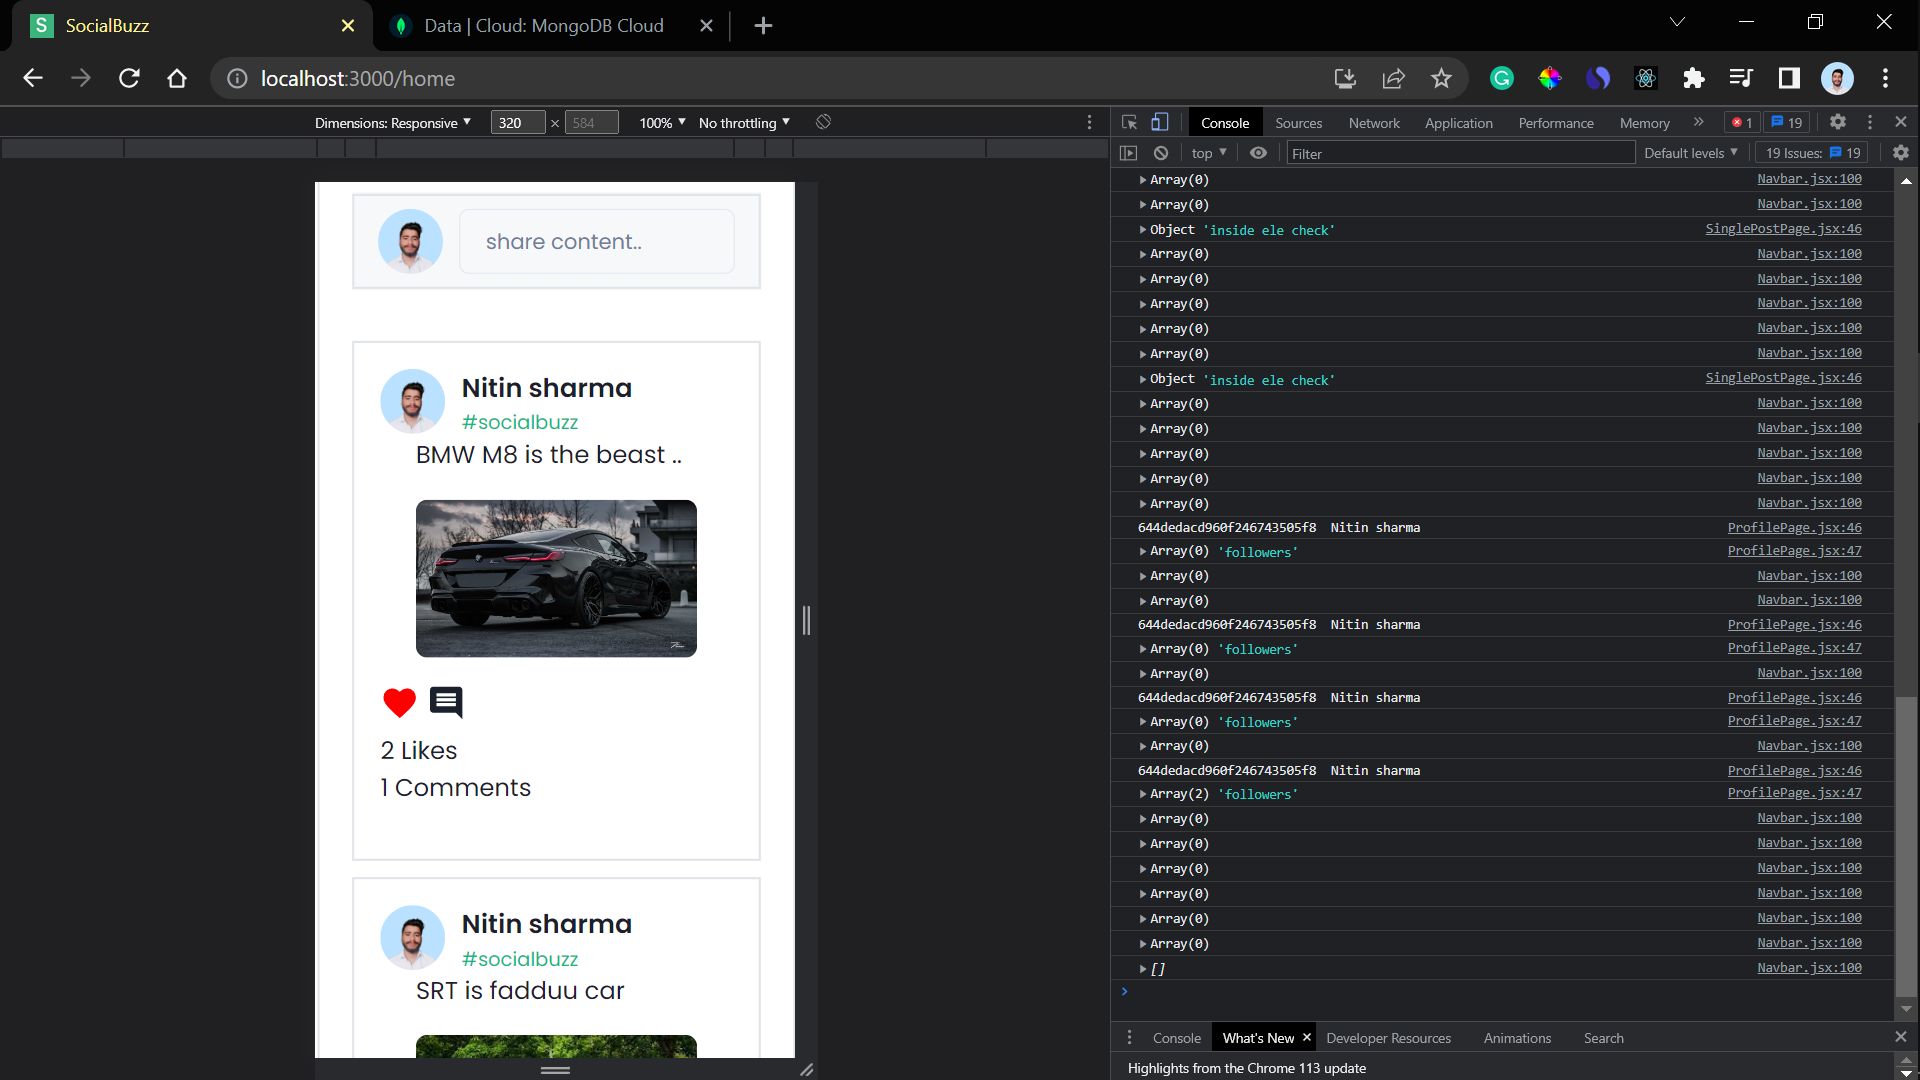 S SocialBuzz
Data | Cloud: MongoDB Cloud
localhost:3000/home
Dimensions: Responsive 320 × 584 100% No throttling
Console Sources Network Application Performance Memory » 1 19
top Filter Default levels 19 Issues: 19
share content..
Nitin sharma
#socialbuzz
BMW M8 is the beast ..
2 Likes
1 Comments
Nitin sharma
#socialbuzz
SRT is fadduu car
Array(0) Navbar.jsx:100
Array(0) Navbar.jsx:100
Object 'inside ele check' SinglePostPage.jsx:46
Array(0) Navbar.jsx:100
Array(0) Navbar.jsx:100
Array(0) Navbar.jsx:100
Array(0) Navbar.jsx:100
Array(0) Navbar.jsx:100
Object 'inside ele check' SinglePostPage.jsx:46
Array(0) Navbar.jsx:100
Array(0) Navbar.jsx:100
Array(0) Navbar.jsx:100
Array(0) Navbar.jsx:100
Array(0) Navbar.jsx:100
644dedacd960f246743505f8 Nitin sharma ProfilePage.jsx:46
Array(0) 'followers' ProfilePage.jsx:47
Array(0) Navbar.jsx:100
Array(0) Navbar.jsx:100
644dedacd960f246743505f8 Nitin sharma ProfilePage.jsx:46
Array(0) 'followers' ProfilePage.jsx:47
Array(0) Navbar.jsx:100
644dedacd960f246743505f8 Nitin sharma ProfilePage.jsx:46
Array(0) 'followers' ProfilePage.jsx:47
Array(0) Navbar.jsx:100
644dedacd960f246743505f8 Nitin sharma ProfilePage.jsx:46
Array(2) 'followers' ProfilePage.jsx:47
Array(0) Navbar.jsx:100
Array(0) Navbar.jsx:100
Array(0) Navbar.jsx:100
Array(0) Navbar.jsx:100
Array(0) Navbar.jsx:100
Array(0) Navbar.jsx:100
[] Navbar.jsx:100
Console What's New Developer Resources Animations Search
Highlights from the Chrome 113 update